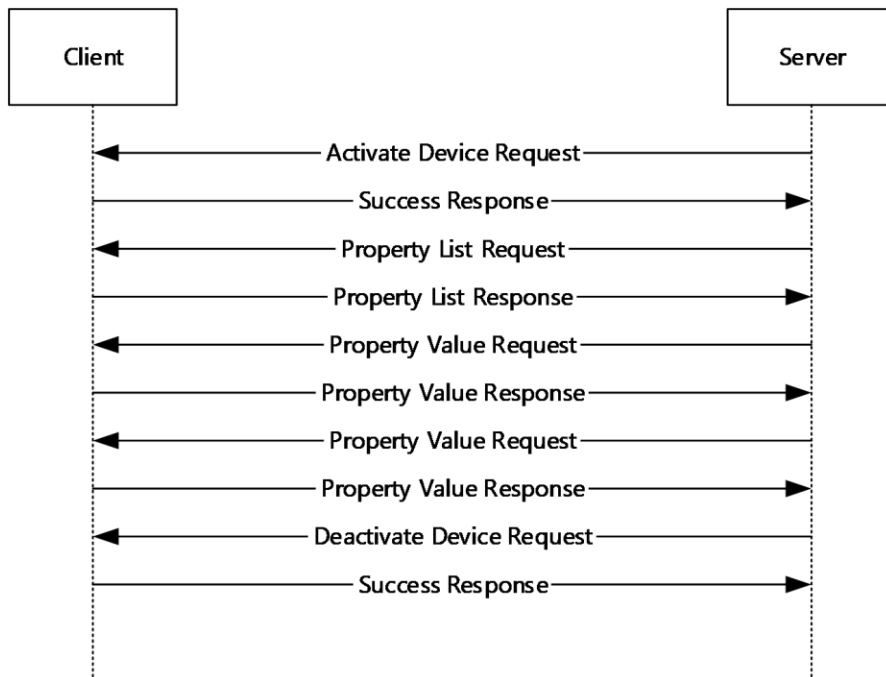 Client
Server
Activate Device Request
Success Response
Property List Request
Property List Response
Property Value Request
Property Value Response
Property Value Request
Property Value Response
Deactivate Device Request
Success Response